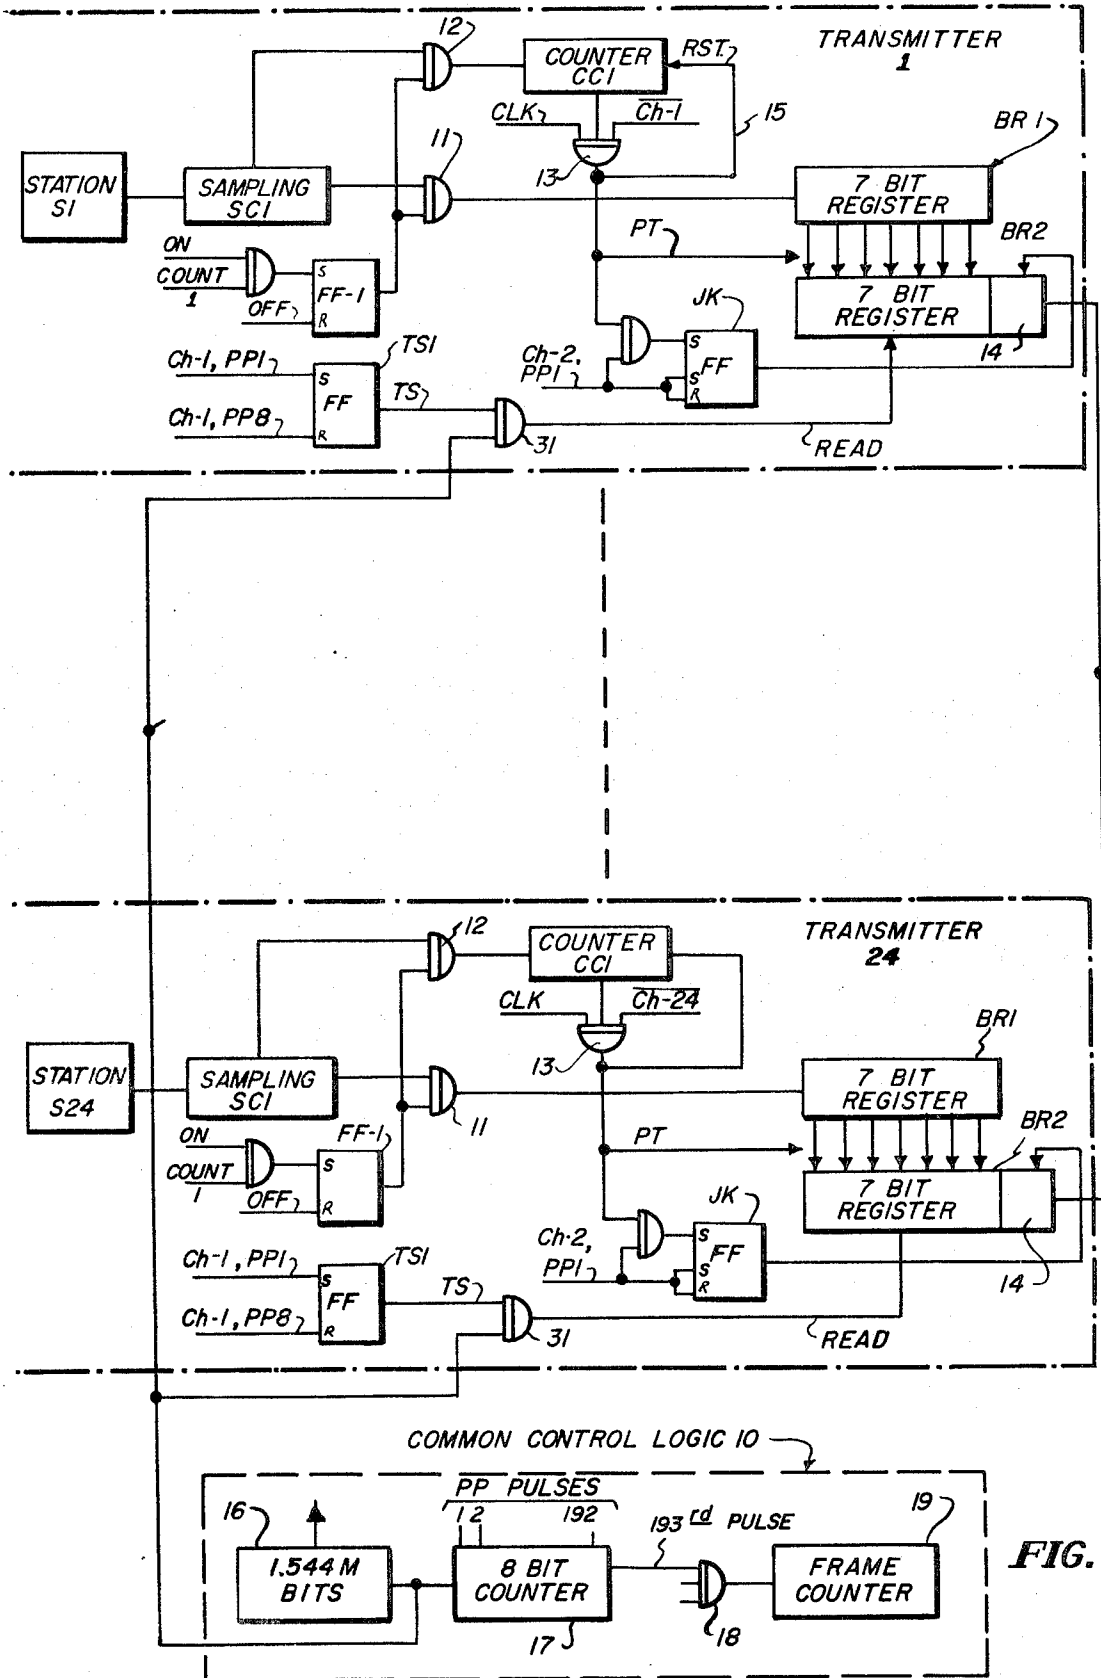 TRANSMITTER
1
12
COUNTER
CC1
RST.
CLK
Ch-1
15
13
BR 1
11
STATION
S1
SAMPLING
SC1
7 BIT
REGISTER
PT
BR2
ON
COUNT
1
OFF
S
FF-1
R
7 BIT
REGISTER
14
JK
S
FF
S
R
Ch-2,
PP1
TS1
Ch-1, PP1
S
FF
R
Ch-1, PP8
TS
31
READ
TRANSMITTER
24
12
COUNTER
CC1
CLK
Ch-24
13
BR1
STATION
S24
SAMPLING
SC1
11
7 BIT
REGISTER
PT
BR2
ON
COUNT
1
OFF
FF-1
S
R
7 BIT
REGISTER
14
JK
S
FF
S
R
Ch-2,
PP1
Ch-1, PP1
TS1
S
FF
R
Ch-1, PP8
TS
31
READ
COMMON CONTROL LOGIC 10
PP PULSES
1 2 192
16
1.544 M
BITS
8 BIT
COUNTER
17
193 rd PULSE
18
19
FRAME
COUNTER
FIG.